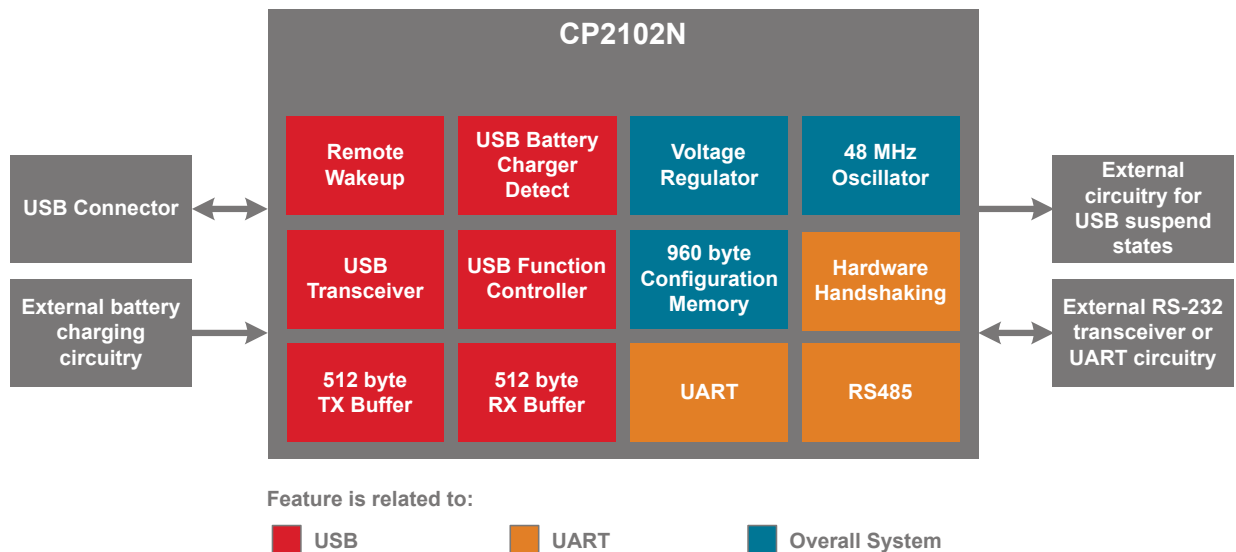 CP2102N
Remote
Wakeup
USB Battery
Charger
Detect
Voltage
Regulator
48 MHz
Oscillator
USB Connector
External
circuitry for
USB suspend
states
USB
Transceiver
USB Function
Controller
960 byte
Configuration
Memory
Hardware
Handshaking
External battery
charging
circuitry
External RS-232
transceiver or
UART circuitry
512 byte
TX Buffer
512 byte
RX Buffer
UART
RS485
Feature is related to:
USB
UART
Overall System